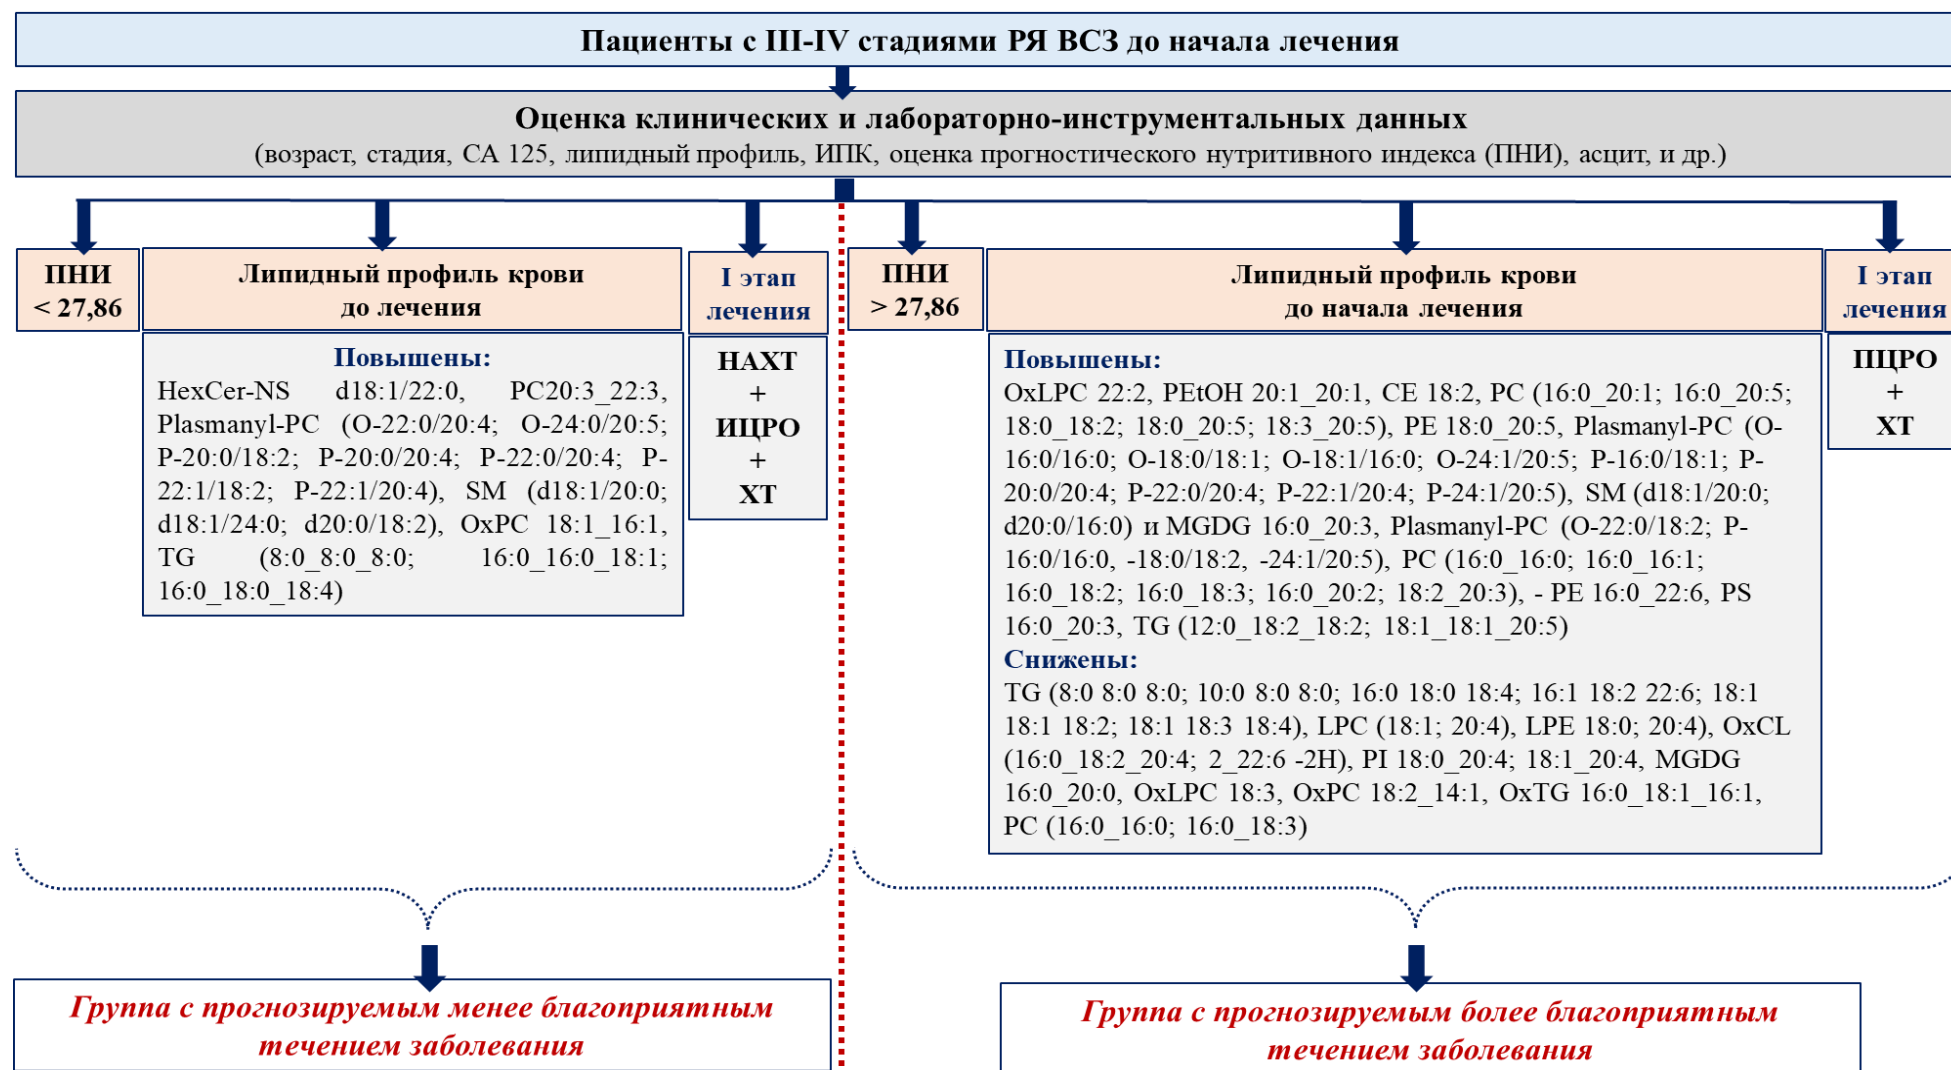 Пациенты с III-IV стадиями РЯ ВСЗ до начала лечения
Оценка клинических и лабораторно-инструментальных данных
(возраст, стадия, СА 125, липидный профиль, ИПК, оценка прогностического нутритивного индекса (ПНИ), асцит, и др.)
ПНИ
< 27,86
Липидный профиль крови
до лечения
I этап
лечения
Повышены:
HexCer-NS d18:1/22:0, PC20:3_22:3,
Plasmanyl-PC (O-22:0/20:4; O-24:0/20:5;
P-20:0/18:2; P-20:0/20:4; P-22:0/20:4; P-
22:1/18:2; P-22:1/20:4), SM (d18:1/20:0;
d18:1/24:0; d20:0/18:2), OxPC 18:1_16:1,
TG (8:0_8:0_8:0; 16:0_16:0_18:1;
16:0_18:0_18:4)
НАХТ
+
ИЦРО
+
ХТ
ПНИ
> 27,86
Липидный профиль крови
до начала лечения
I этап
лечения
Повышены:
OxLPC 22:2, PEtOH 20:1_20:1, CE 18:2, PC (16:0_20:1; 16:0_20:5;
18:0_18:2; 18:0_20:5; 18:3_20:5), PE 18:0_20:5, Plasmanyl-PC (O-
16:0/16:0; O-18:0/18:1; O-18:1/16:0; O-24:1/20:5; P-16:0/18:1; P-
20:0/20:4; P-22:0/20:4; P-22:1/20:4; P-24:1/20:5), SM (d18:1/20:0;
d20:0/16:0) и MGDG 16:0_20:3, Plasmanyl-PC (O-22:0/18:2; P-
16:0/16:0, -18:0/18:2, -24:1/20:5), PC (16:0_16:0; 16:0_16:1;
16:0_18:2; 16:0_18:3; 16:0_20:2; 18:2_20:3), - PE 16:0_22:6, PS
16:0_20:3, TG (12:0_18:2_18:2; 18:1_18:1_20:5)
Снижены:
TG (8:0 8:0 8:0; 10:0 8:0 8:0; 16:0 18:0 18:4; 16:1 18:2 22:6; 18:1
18:1 18:2; 18:1 18:3 18:4), LPC (18:1; 20:4), LPE 18:0; 20:4), OxCL
(16:0_18:2_20:4; 2_22:6 -2H), PI 18:0_20:4; 18:1_20:4, MGDG
16:0_20:0, OxLPC 18:3, OxPC 18:2_14:1, OxTG 16:0_18:1_16:1,
PC (16:0_16:0; 16:0_18:3)
ПЦРО
+
ХТ
Группа с прогнозируемым менее благоприятным
течением заболевания
Группа с прогнозируемым более благоприятным
течением заболевания